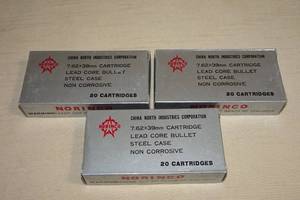 CHINA NORTH INDUSTRIES CORPORATION
7.62×39mm CARTRIDGE
LEAD CORE BULLET
STEEL CASE
NON CORROSIVE
20 CARTRIDGES
NORINCO
CHINA NORTH INDUSTRIES CORPORATION
7.62×39mm CARTRIDGE
LEAD CORE BULLET
STEEL CASE
NON CORROSIVE
20 CARTRIDGES
NORINCO
CHINA NORTH INDUSTRIES CORPORATION
NORINCO
7.62×39mm CARTRIDGE
LEAD CORE BULLET
STEEL CASE
NON CORROSIVE
20 CARTRIDGES
NORINCO